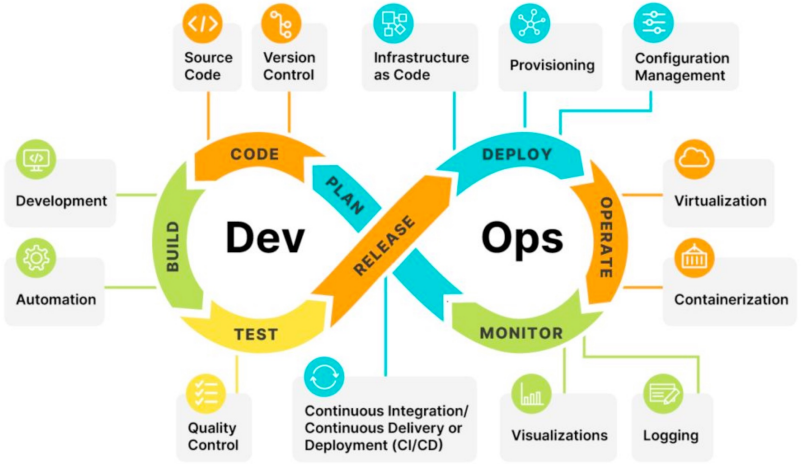 Source
Code
Version
Control
Infrastructure
as Code
Provisioning
Configuration
Management
CODE
PLAN
DEPLOY
Development
BUILD
Dev
RELEASE
Ops
OPERATE
Virtualization
Automation
Containerization
TEST
MONITOR
Quality
Control
Continuous Integration/
Continuous Delivery or
Deployment (CI/CD)
Visualizations
Logging